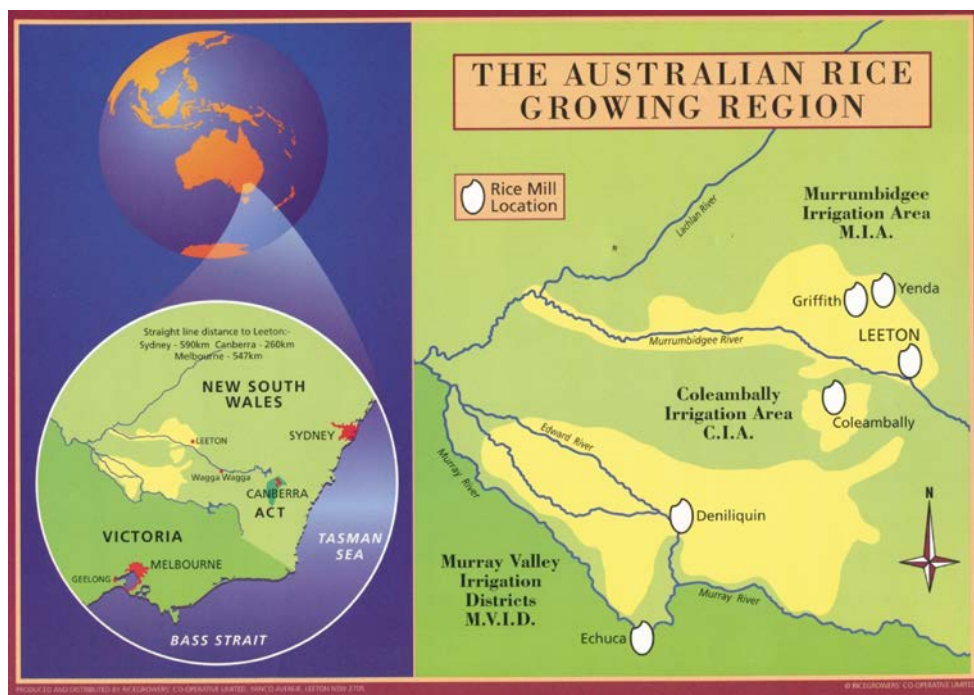 THE AUSTRALIAN RICE
GROWING REGION
Rice Mill
Location
Lachlan River
Murrumbidgee
Irrigation Area
M.I.A.
Griffith
Yenda
LEETON
Murrumbidgee River
Coleambally
Irrigation Area
C.I.A.
Coleambally
Edward River
Murray River
Deniliquin
N
Murray Valley
Irrigation
Districts
M.V.I.D.
Murray River
Echuca
Straight line distance to Leeton:-
Sydney - 590km Canberra - 260km
Melbourne - 547km
NEW SOUTH
WALES
SYDNEY
LEETON
Wagga Wagga
CANBERRA
ACT
VICTORIA
TASMAN
SEA
MELBOURNE
GEELONG
BASS STRAIT
PRODUCED AND DISTRIBUTED BY RICEGROWERS' CO-OPERATIVE LIMITED, YANCO AVENUE, LEETON NSW 2705
© RICEGROWERS' CO-OPERATIVE LIMITED